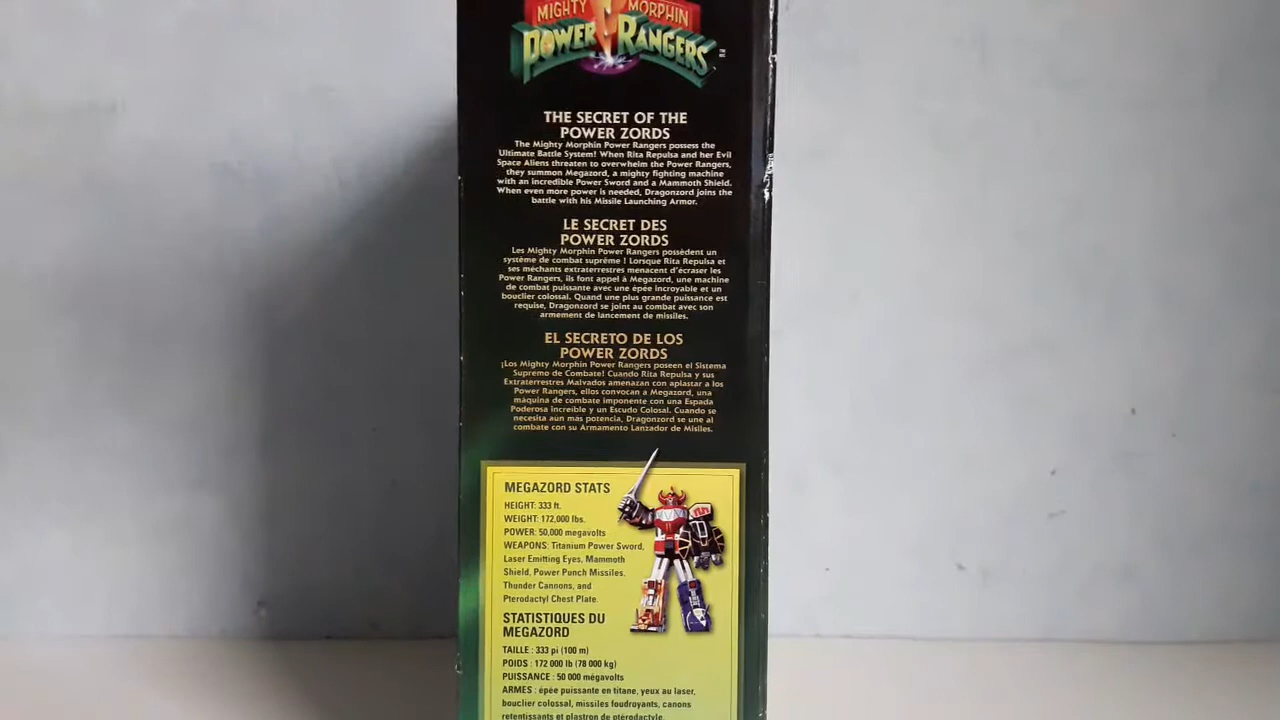 MIGHTY MORPHIN
POWER RANGERS
THE SECRET OF THE
POWER ZORDS
The Mighty Morphin Power Rangers possess the
Ultimate Battle System! When Rita Repulsa and her Evil
Space Aliens threaten to overwhelm the Power Rangers,
they summon Megazord, a mighty fighting machine
with an incredible Power Sword and a Mammoth Shield.
When even more power is needed, Dragonzord joins the
battle with his Missile Launching Armor.
LE SECRET DES
POWER ZORDS
Les Mighty Morphin Power Rangers possèdent un
système de combat suprême ! Lorsque Rita Repulsa et
ses méchants extraterrestres menacent d'écraser les
Power Rangers, ils font appel à Megazord, une machine
de combat puissante avec une épée incroyable et un
bouclier colossal. Quand une plus grande puissance est
requise, Dragonzord se joint au combat avec son
armement de lancement de missiles.
EL SECRETO DE LOS
POWER ZORDS
¡Los Mighty Morphin Power Rangers poseen el Sistema
Supremo de Combate! Cuando Rita Repulsa y sus
Extraterrestres Malvados amenazan con aplastar a los
Power Rangers, ellos convocan a Megazord, una
máquina de combate imponente con una Espada
Poderosa Increíble y un Escudo Colosal. Cuando se
necesita aún más potencia, Dragonzord se une al
combate con su Armamento Lanzador de Misiles.
MEGAZORD STATS
HEIGHT: 333 ft.
WEIGHT: 172,000 lbs.
POWER: 50,000 megavolts
WEAPONS: Titanium Power Sword,
Laser Emitting Eyes, Mammoth
Shield, Power Punch Missiles,
Thunder Cannons, and
Pterodactyl Chest Plate.
STATISTIQUES DU
MEGAZORD
TAILLE : 333 pi (100 m)
POIDS : 172 000 lb (78 000 kg)
PUISSANCE : 50 000 mégavolts
ARMES : épée puissante en titane, yeux au laser,
bouclier colossal, missiles foudroyants, canons
retentissants et plastron de ptérodactyle.